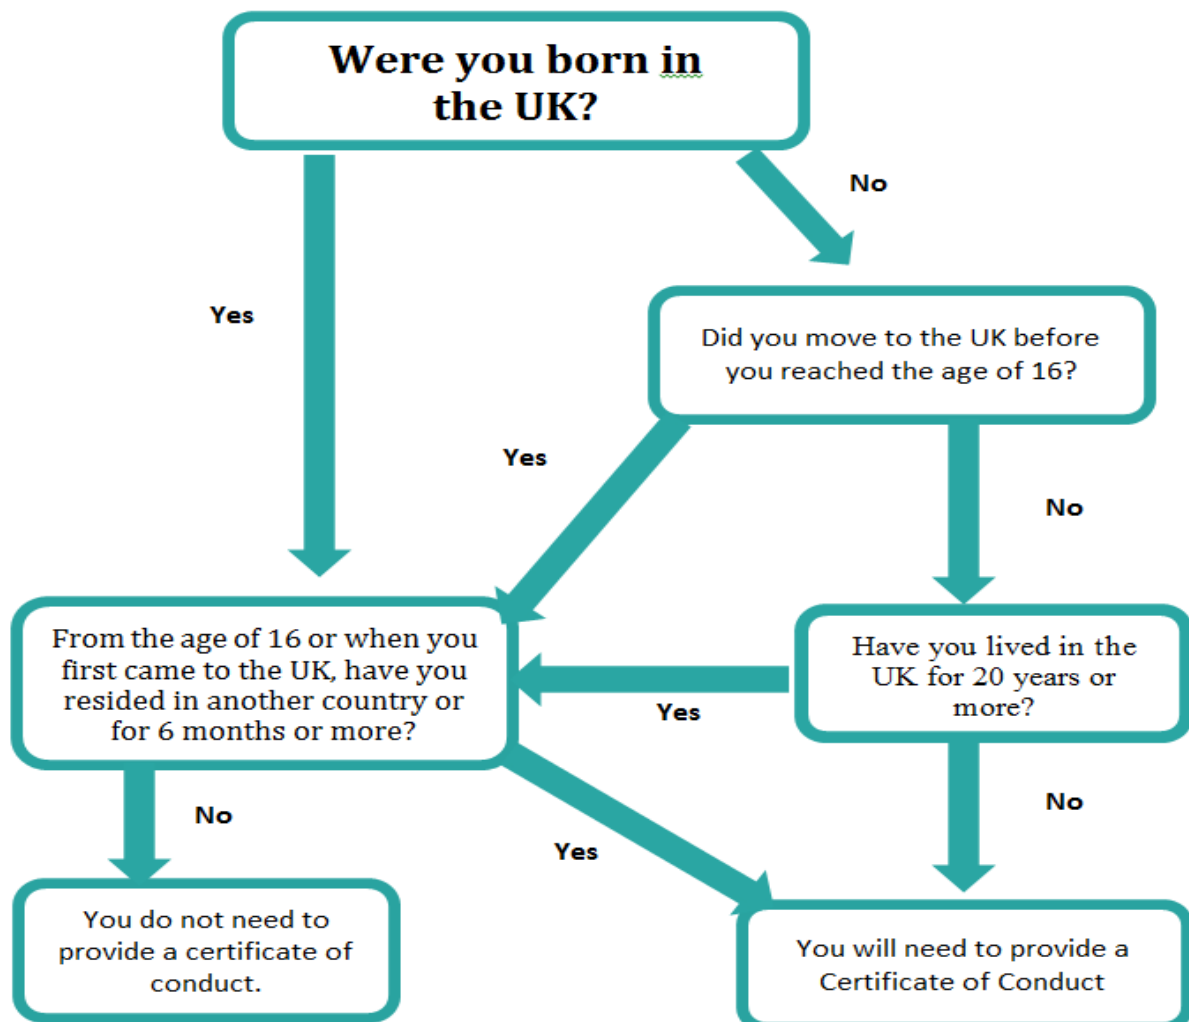 Were you born in
the UK?
No
Yes
Did you move to the UK before
you reached the age of 16?
Yes
No
From the age of 16 or when you
first came to the UK, have you
resided in another country or
for 6 months or more?
Have you lived in the
UK for 20 years or
more?
Yes
No
Yes
No
You do not need to
provide a certificate of
conduct.
You will need to provide a
Certificate of Conduct